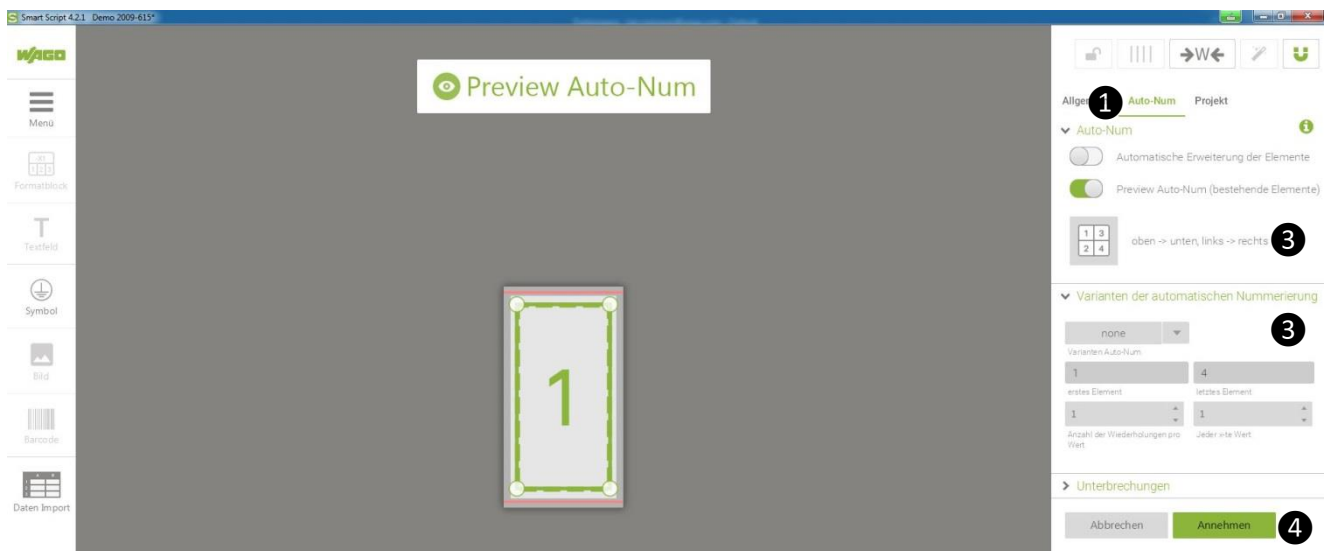 Smart Script 4.2.1 Demo 2009-615*
WAGO
Menü
Formatblock
T
Textfeld
Symbol
Bild
Barcode
Daten Import
Preview Auto-Num
1
W
1
Auto-Num Projekt
Auto-Num
Automatische Erweiterung der Elemente
Preview Auto-Num (bestehende Elemente)
1 3
2 4
oben -> unten, links -> rechts 3
Varianten der automatischen Nummerierung
none 3
Varianten Auto-Num
1 4
erstes Element letztes Element
1 1
Anzahl der Wiederholungen pro Jeder x-te Wert
Wert
Unterbrechungen
Abbrechen Annehmen 4